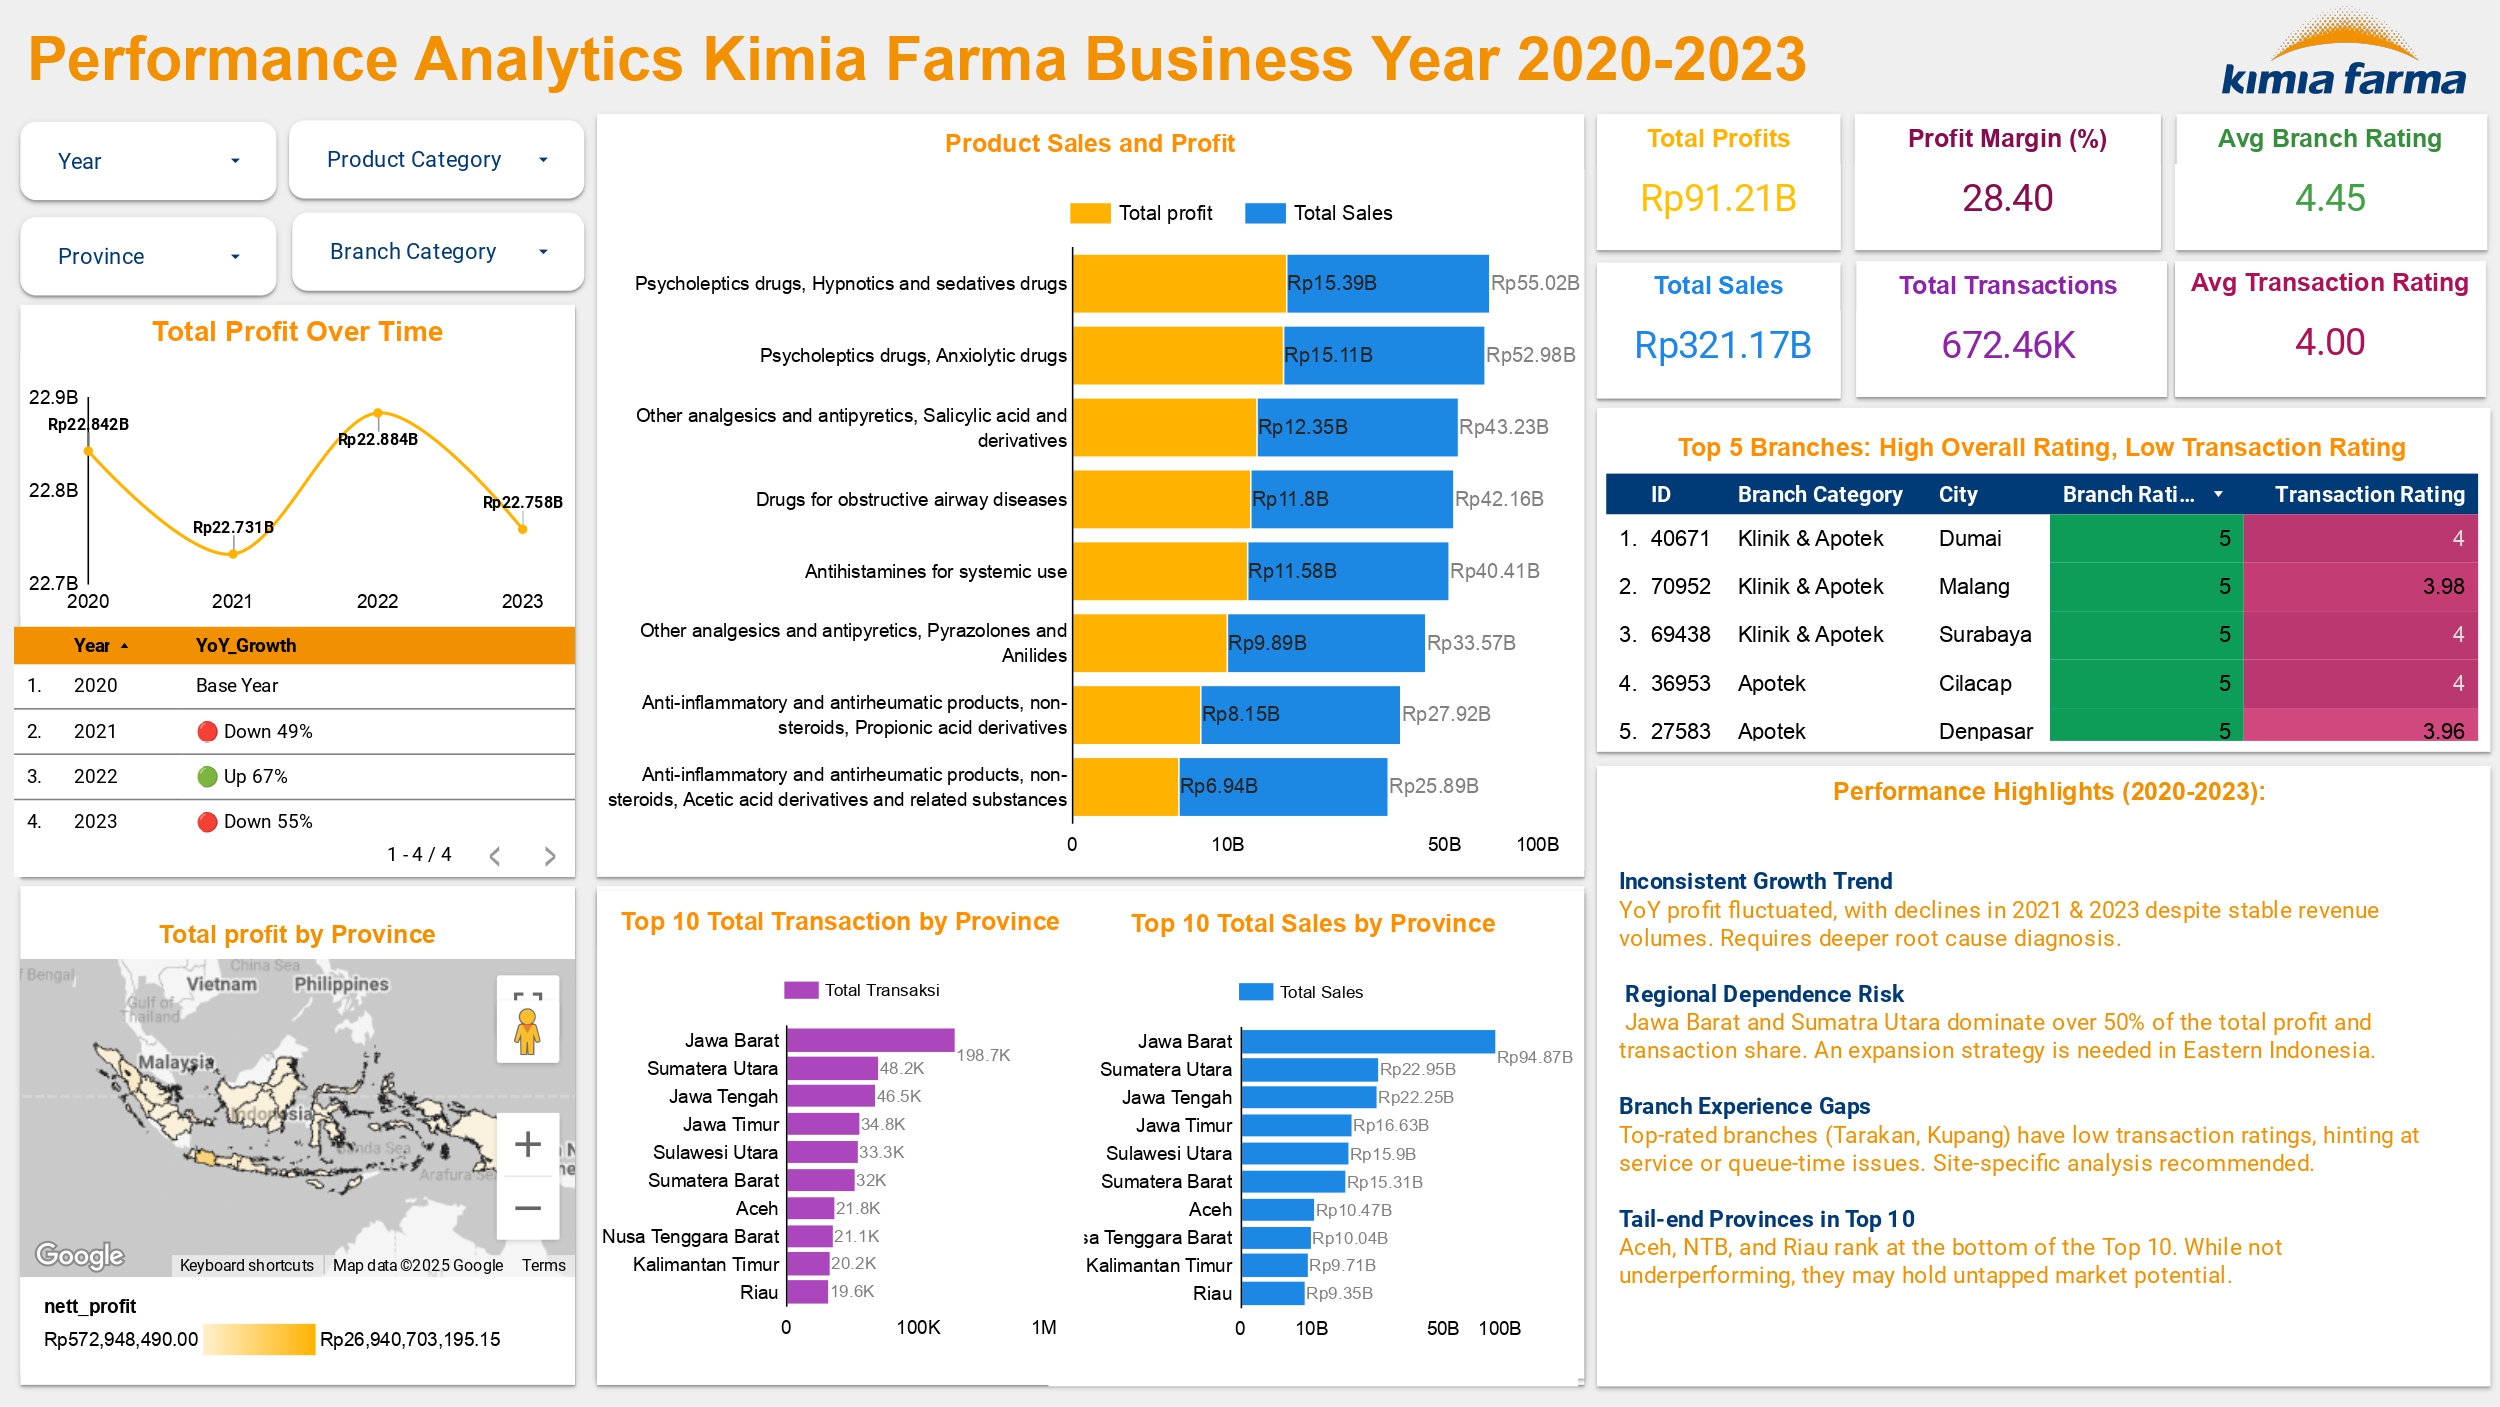 Performance Analytics Kimia Farma Business Year 2020-2023
kimia farma
Year
Product Category
Province
Branch Category
Total Profit Over Time
22.9B
22.8B
22.7B
Rp22.842B
Rp22.731B
Rp22.884B
Rp22.758B
2020 2021 2022 2023
Year YoY_Growth
1. 2020 Base Year
2. 2021 Down 49%
3. 2022 Up 67%
4. 2023 Down 55%
1 - 4 / 4
Total profit by Province
China Sea
Vietnam
Philippines
Gulf of
Thailand
Malaysia
Indonesia
Keyboard shortcuts
Map data ©2025 Google
Terms
Google
nett_profit
Rp572,948,490.00
Rp26,940,703,195.15
Product Sales and Profit
Total profit
Total Sales
Psycholeptics drugs, Hypnotics and sedatives drugs
Rp15.39B
Rp55.02B
Psycholeptics drugs, Anxiolytic drugs
Rp15.11B
Rp52.98B
Other analgesics and antipyretics, Salicylic acid and
derivatives
Rp12.35B
Rp43.23B
Drugs for obstructive airway diseases
Rp11.8B
Rp42.16B
Antihistamines for systemic use
Rp11.58B
Rp40.41B
Other analgesics and antipyretics, Pyrazolones and
Anilides
Rp9.89B
Rp33.57B
Anti-inflammatory and antirheumatic products, non-
steroids, Propionic acid derivatives
Rp8.15B
Rp27.92B
Anti-inflammatory and antirheumatic products, non-
steroids, Acetic acid derivatives and related substances
Rp6.94B
Rp25.89B
0 10B 50B 100B
Top 10 Total Transaction by Province
Total Transaksi
Jawa Barat 198.7K
Sumatera Utara 48.2K
Jawa Tengah 46.5K
Jawa Timur 34.8K
Sulawesi Utara 33.3K
Sumatera Barat 32K
Aceh 21.8K
Nusa Tenggara Barat 21.1K
Kalimantan Timur 20.2K
Riau 19.6K
0 100K 1M
Top 10 Total Sales by Province
Total Sales
Jawa Barat Rp94.87B
Sumatera Utara Rp22.95B
Jawa Tengah Rp22.25B
Jawa Timur Rp16.63B
Sulawesi Utara Rp15.9B
Sumatera Barat Rp15.31B
Aceh Rp10.47B
sa Tenggara Barat Rp10.04B
Kalimantan Timur Rp9.71B
Riau Rp9.35B
0 10B 50B 100B
Total Profits
Rp91.21B
Profit Margin (%)
28.40
Avg Branch Rating
4.45
Total Sales
Rp321.17B
Total Transactions
672.46K
Avg Transaction Rating
4.00
Top 5 Branches: High Overall Rating, Low Transaction Rating
ID Branch Category City Branch Rati... Transaction Rating
1. 40671 Klinik & Apotek Dumai 5 4
2. 70952 Klinik & Apotek Malang 5 3.98
3. 69438 Klinik & Apotek Surabaya 5 4
4. 36953 Apotek Cilacap 5 4
5. 27583 Apotek Denpasar 5 3.96
Performance Highlights (2020-2023):
Inconsistent Growth Trend
YoY profit fluctuated, with declines in 2021 & 2023 despite stable revenue
volumes. Requires deeper root cause diagnosis.
Regional Dependence Risk
Jawa Barat and Sumatra Utara dominate over 50% of the total profit and
transaction share. An expansion strategy is needed in Eastern Indonesia.
Branch Experience Gaps
Top-rated branches (Tarakan, Kupang) have low transaction ratings, hinting at
service or queue-time issues. Site-specific analysis recommended.
Tail-end Provinces in Top 10
Aceh, NTB, and Riau rank at the bottom of the Top 10. While not
underperforming, they may hold untapped market potential.